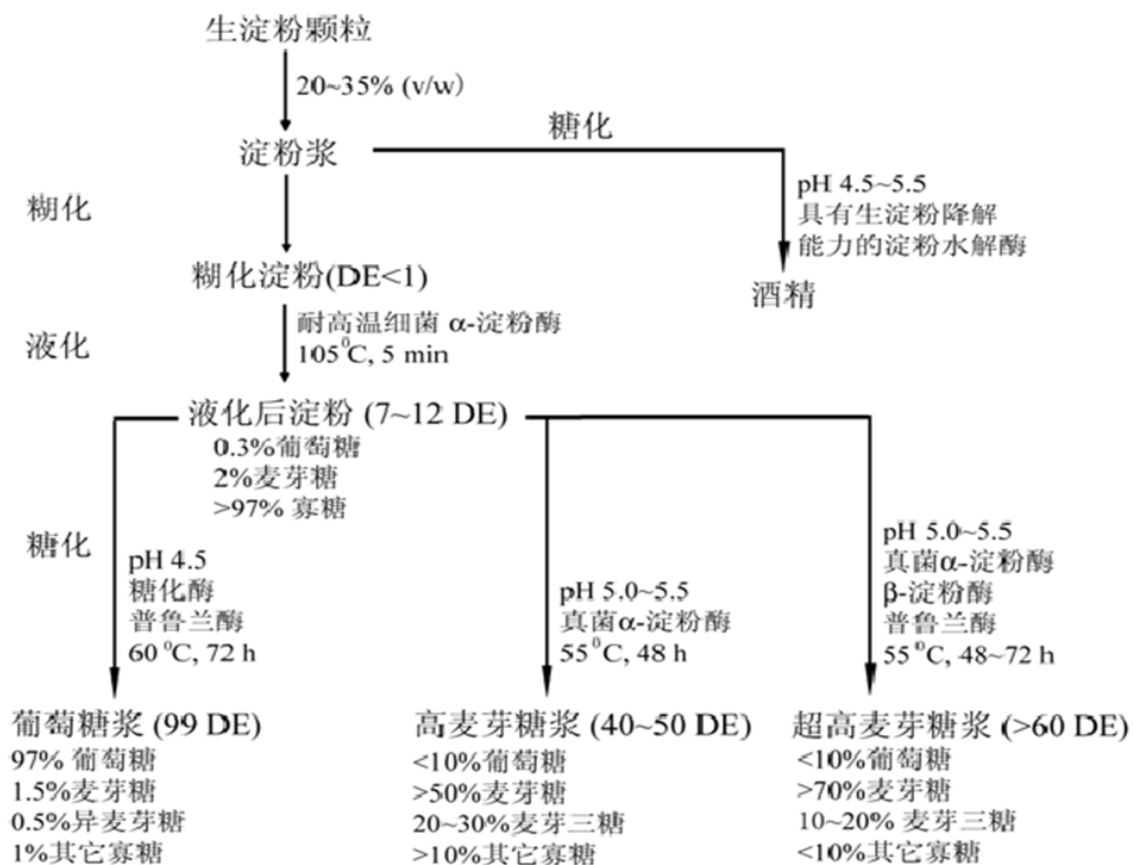 生淀粉颗粒
20~35% (v/w)
糖化
淀粉浆
pH 4.5~5.5
具有生淀粉降解
能力的淀粉水解酶
酒精
糊化
糊化淀粉(DE<1)
耐高温细菌 α-淀粉酶
105⁰C, 5 min
液化
液化后淀粉 (7~12 DE)
0.3%葡萄糖
2%麦芽糖
>97% 寡糖
糖化
pH 4.5
糖化酶
普鲁兰酶
60 ⁰C, 72 h
pH 5.0~5.5
真菌α-淀粉酶
55⁰C, 48 h
pH 5.0~5.5
真菌α-淀粉酶
β-淀粉酶
普鲁兰酶
55 ⁰C, 48~72 h
葡萄糖浆 (99 DE)
97% 葡萄糖
1.5%麦芽糖
0.5%异麦芽糖
1%其它寡糖
高麦芽糖浆 (40~50 DE)
<10%葡萄糖
>50%麦芽糖
20~30%麦芽三糖
>10%其它寡糖
超高麦芽糖浆 (>60 DE)
<10%葡萄糖
>70%麦芽糖
10~20% 麦芽三糖
<10%其它寡糖